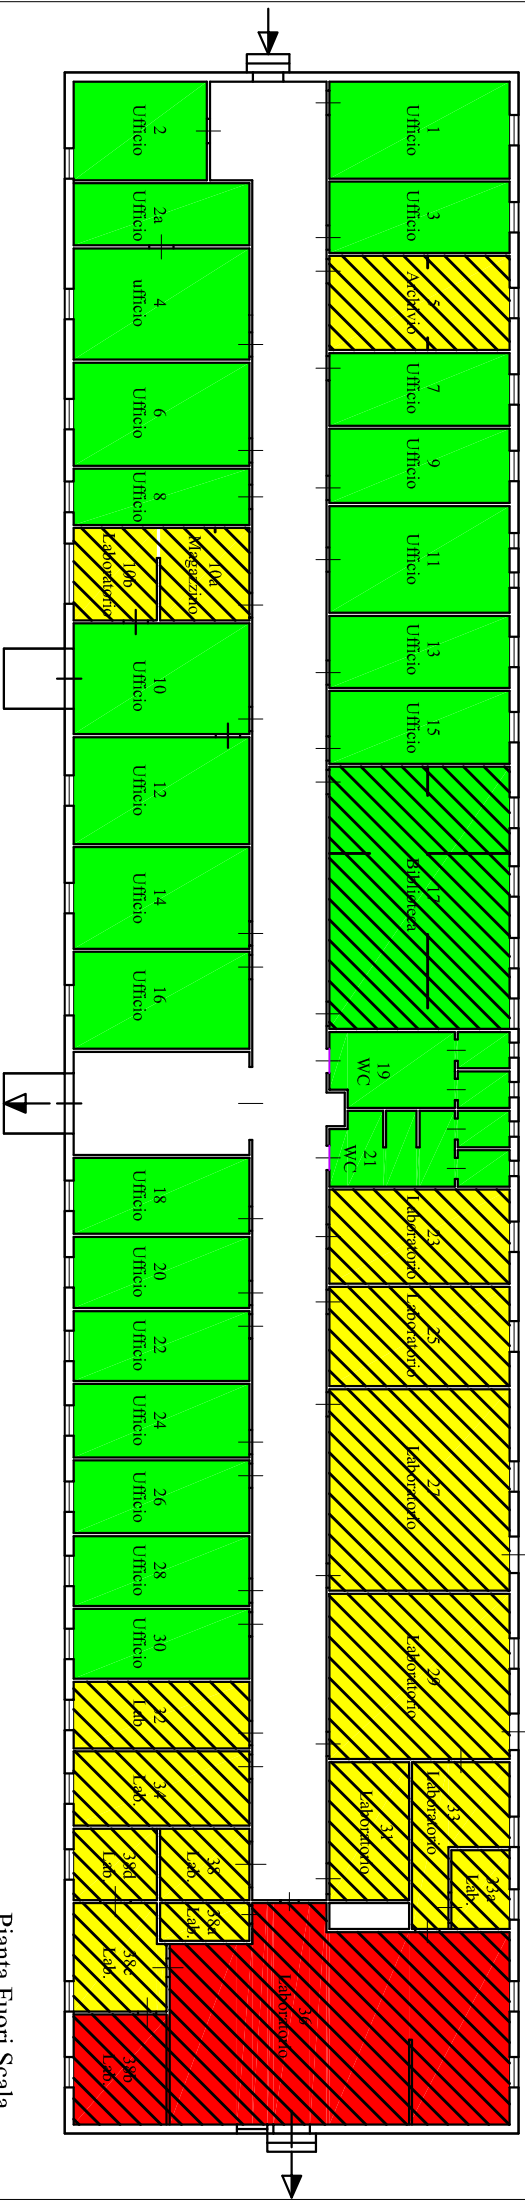 1
Ufficio
3
Ufficio
5
Archivio
7
Ufficio
9
Ufficio
11
Ufficio
13
Ufficio
15
Ufficio
17
Biblioteca
19
WC
21
WC
23
Laboratorio
25
Laboratorio
27
Laboratorio
29
Laboratorio
31
Laboratorio
33
Laboratorio
33a
Lab.
2
Ufficio
2a
Ufficio
4
ufficio
6
Ufficio
8
Ufficio
10a
Magazzino
10b
Laboratorio
10
Ufficio
12
Ufficio
14
Ufficio
16
Ufficio
18
Ufficio
20
Ufficio
22
Ufficio
24
Ufficio
26
Ufficio
28
Ufficio
30
Ufficio
32
Lab
34
Lab.
38
Lab.
38d
Lab
38a
Lab.
38c
Lab.
38b
Lab.
36
Laboratorio
Pianta Fuori Scala